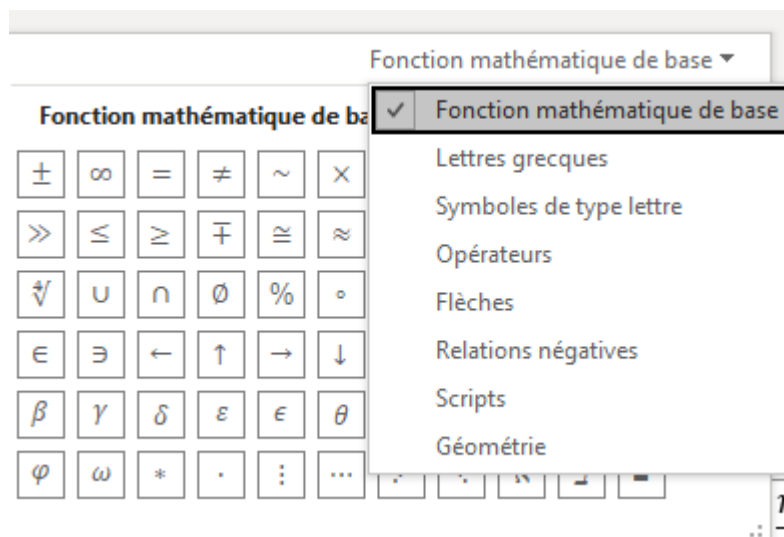 Fonction mathématique de base
Fonction mathématique de ba
Fonction mathématique de base
Lettres grecques
Symboles de type lettre
Opérateurs
Flèches
Relations négatives
Scripts
Géométrie
± ∞ = ≠ ~ ×
≫ ≤ ≥ ∓ ≅ ≈
∜ ∪ ∩ ∅ % °
∈ ∋ ← ↑ → ↓
β γ δ ε ϵ θ
φ ω * · ⋮ ⋯